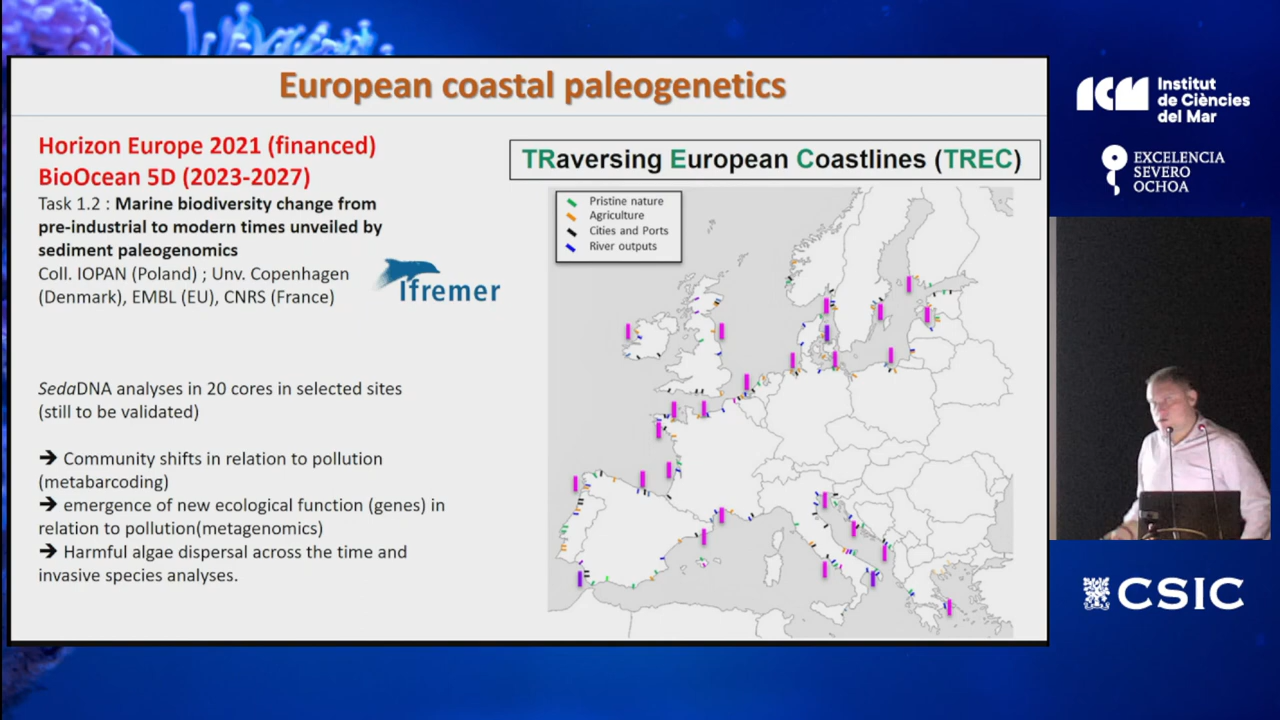 European coastal paleogenetics
Horizon Europe 2021 (financed)
BioOcean 5D (2023-2027)
Task 1.2 : Marine biodiversity change from
pre-industrial to modern times unveiled by
sediment paleogenomics
Coll. IOPAN (Poland) ; Unv. Copenhagen
(Denmark), EMBL (EU), CNRS (France)
Ifremer
SedaDNA analyses in 20 cores in selected sites
(still to be validated)
➔ Community shifts in relation to pollution
(metabarcoding)
➔ emergence of new ecological function (genes) in
relation to pollution(metagenomics)
➔ Harmful algae dispersal across the time and
invasive species analyses.
TRaversing European Coastlines (TREC)
Pristine nature
Agriculture
Cities and Ports
River outputs
ICM
Institut
de Ciències
del Mar
EXCELENCIA
SEVERO
OCHOA
CSIC